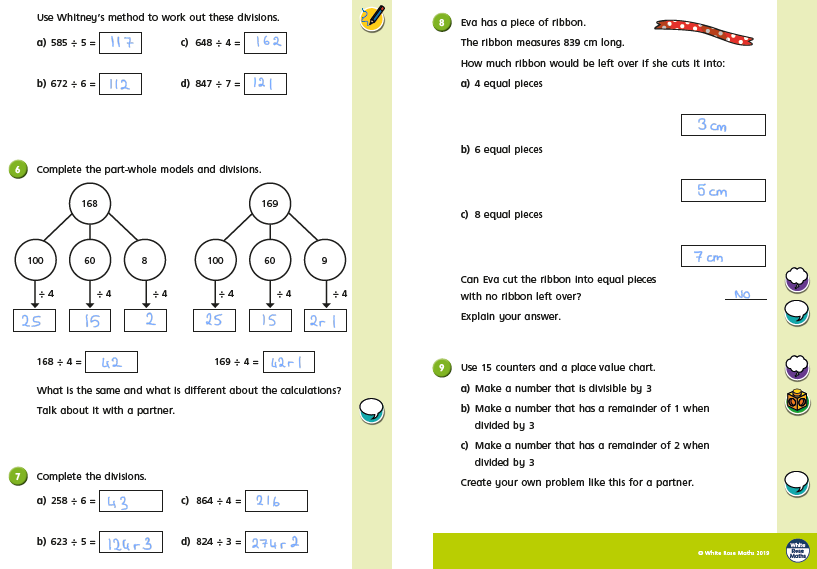 Use Whitney's method to work out these divisions.
a) 585 ÷ 5 = 117
c) 648 ÷ 4 = 162
b) 672 ÷ 6 = 112
d) 847 ÷ 7 = 121
6 Complete the part-whole models and divisions.
168
169
100 60 8
100 60 9
÷ 4 ÷ 4 ÷ 4
÷ 4 ÷ 4 ÷ 4
25 15 2
25 15 2r1
168 ÷ 4 = 42
169 ÷ 4 = 42r1
What is the same and what is different about the calculations?
Talk about it with a partner.
7 Complete the divisions.
a) 258 ÷ 6 = 43
c) 864 ÷ 4 = 216
b) 623 ÷ 5 = 124r3
d) 824 ÷ 3 = 274r2
8 Eva has a piece of ribbon.
The ribbon measures 839 cm long.
How much ribbon would be left over if she cuts it into:
a) 4 equal pieces
3cm
b) 6 equal pieces
5cm
c) 8 equal pieces
7cm
Can Eva cut the ribbon into equal pieces
with no ribbon left over? No
Explain your answer.
9 Use 15 counters and a place value chart.
a) Make a number that is divisible by 3
b) Make a number that has a remainder of 1 when
divided by 3
c) Make a number that has a remainder of 2 when
divided by 3
Create your own problem like this for a partner.
© White Rose Maths 2019
White
Rose
Maths